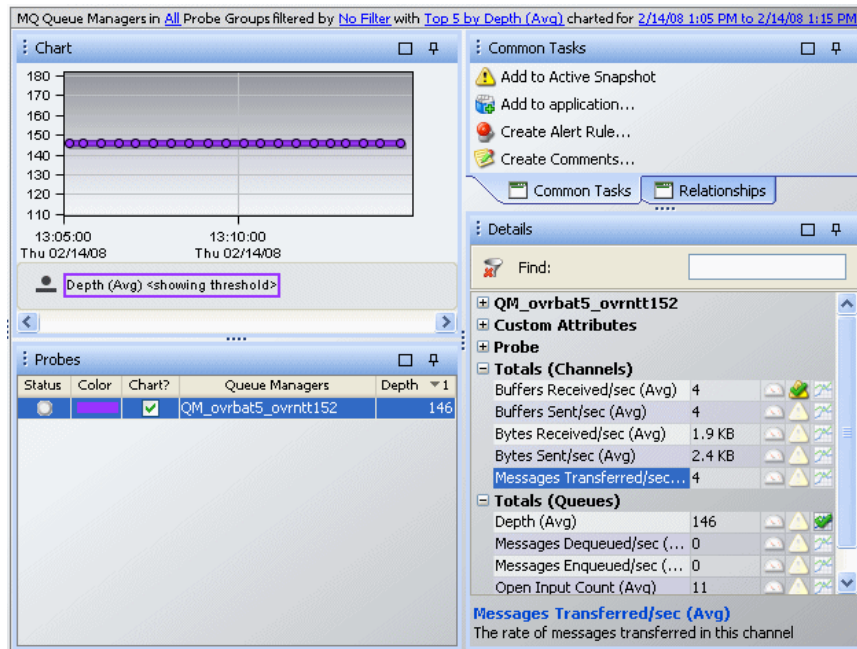 MQ Queue Managers in All Probe Groups filtered by No Filter with Top 5 by Depth (Avg) charted for 2/14/08 1:05 PM to 2/14/08 1:15 PM
Chart
180
170
160
150
140
130
120
110
13:05:00
Thu 02/14/08
13:10:00
Thu 02/14/08
Depth (Avg) <showing threshold>
Probes
Status Color Chart? Queue Managers Depth 1
QM_ovrbat5_ovrntt152 146
Common Tasks
Add to Active Snapshot
Add to application...
Create Alert Rule...
Create Comments...
Common Tasks Relationships
Details
Find:
QM_ovrbat5_ovrntt152
Custom Attributes
Probe
Totals (Channels)
Buffers Received/sec (Avg) 4
Buffers Sent/sec (Avg) 4
Bytes Received/sec (Avg) 1.9 KB
Bytes Sent/sec (Avg) 2.4 KB
Messages Transferred/sec... 4
Totals (Queues)
Depth (Avg) 146
Messages Dequeued/sec (... 0
Messages Enqueued/sec (... 0
Open Input Count (Avg) 11
Messages Transferred/sec (Avg)
The rate of messages transferred in this channel